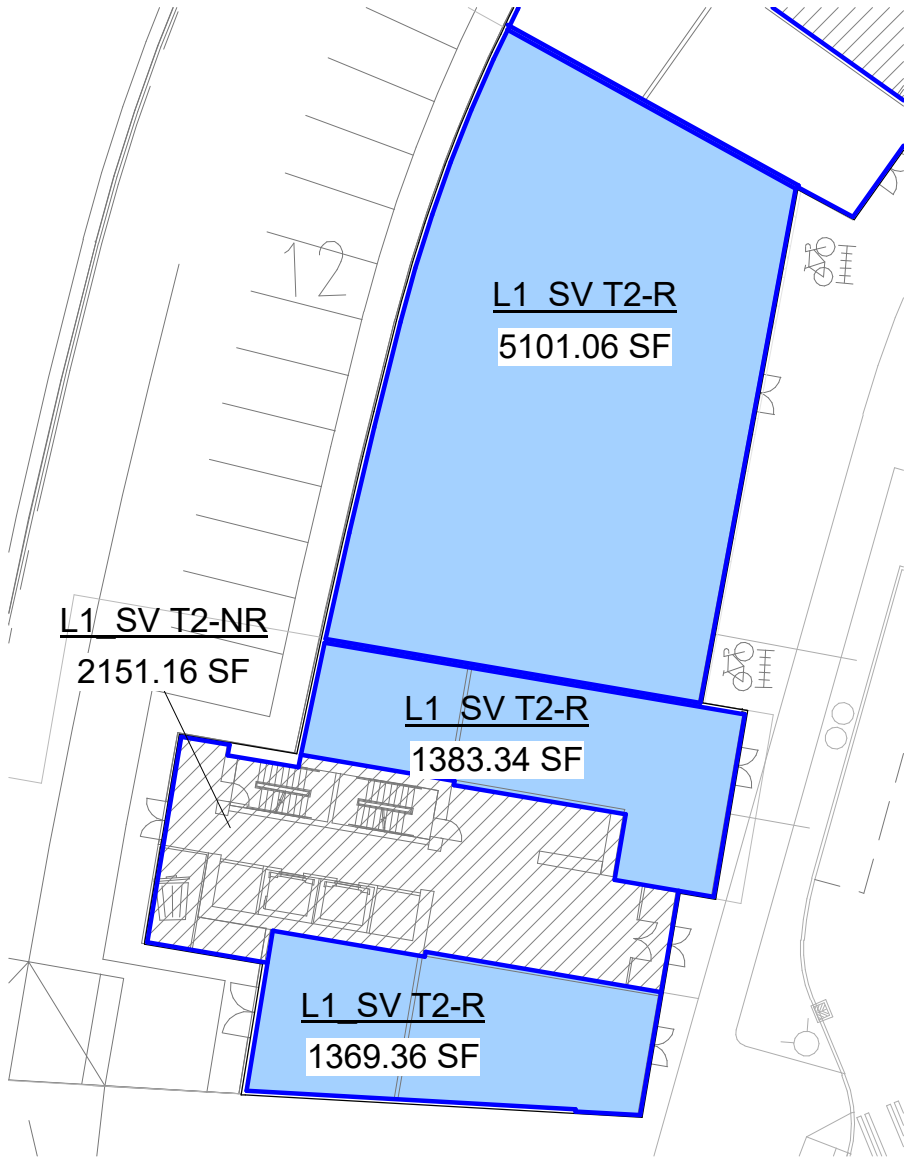 12
L1_SV T2-R
5101.06 SF
L1_SV T2-NR
2151.16 SF
L1_SV T2-R
1383.34 SF
L1_SV T2-R
1369.36 SF